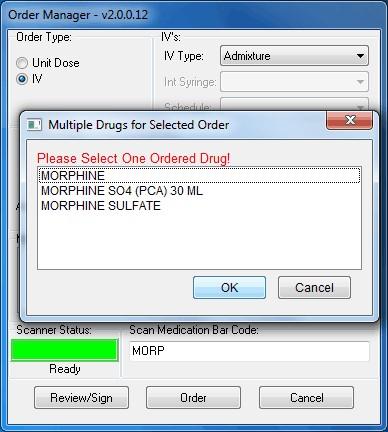 Order Manager - v2.0.0.12
Order Type:
IV's:
Unit Dose
IV
IV Type:
Admixture
Int Syringe:
Schedule:
Multiple Drugs for Selected Order
Please Select One Ordered Drug!
MORPHINE
MORPHINE SO4 (PCA) 30 ML
MORPHINE SULFATE
OK
Cancel
Scanner Status:
Scan Medication Bar Code:
MORP
Ready
Review/Sign
Order
Cancel